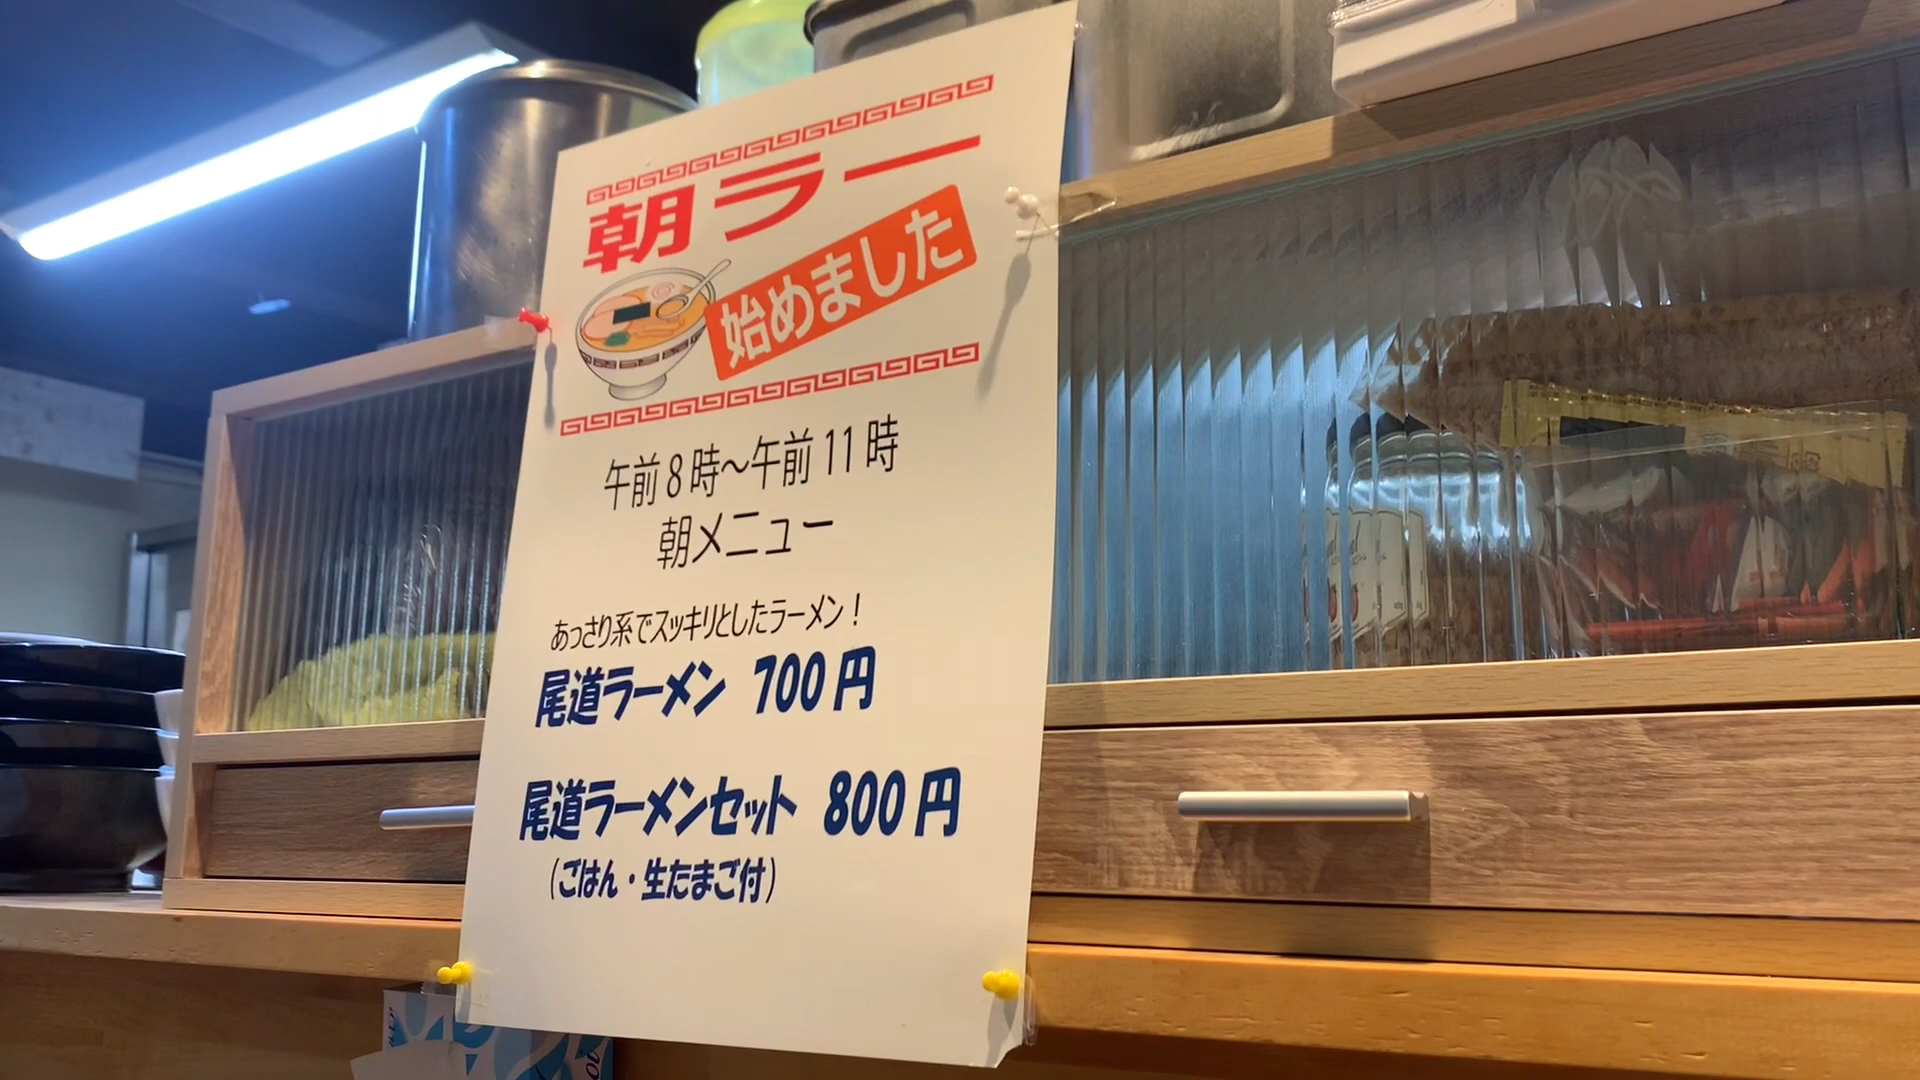 朝ラー
始めました
午前8時～午前11時
朝メニュー
あっさり系でスッキリとしたラーメン！
尾道ラーメン 700円
尾道ラーメンセット 800円
（ごはん・生たまご付）